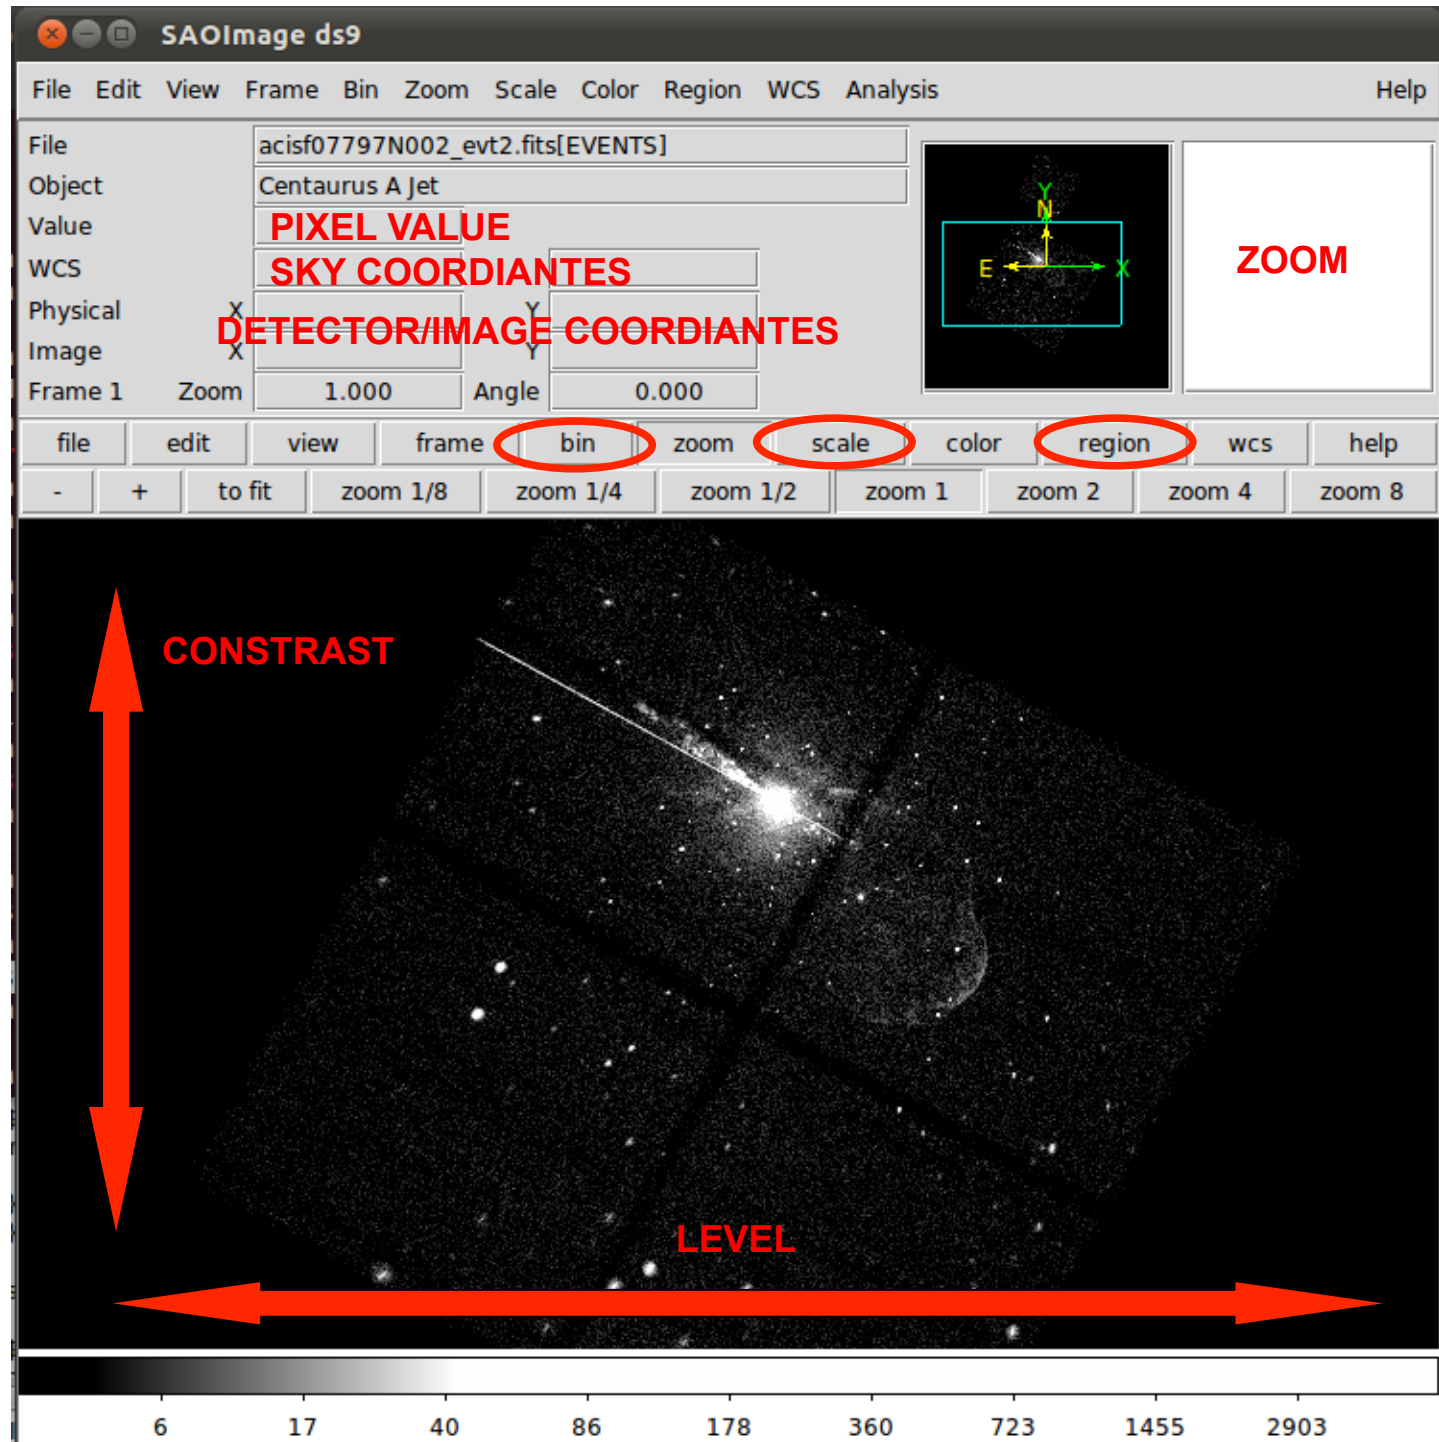 SAOImage ds9
File Edit View Frame Bin Zoom Scale Color Region WCS Analysis Help
File acisf07797N002_evt2.fits[EVENTS]
Object Centaurus A Jet
Value PIXEL VALUE
WCS SKY COORDIANTES
Physical X Y
DETECTOR/IMAGE COORDIANTES
Image X Y
Frame 1 Zoom 1.000 Angle 0.000
Y
N
E X
ZOOM
file edit view frame bin zoom scale color region wcs help
- + to fit zoom 1/8 zoom 1/4 zoom 1/2 zoom 1 zoom 2 zoom 4 zoom 8
CONSTRAST
LEVEL
6 17 40 86 178 360 723 1455 2903